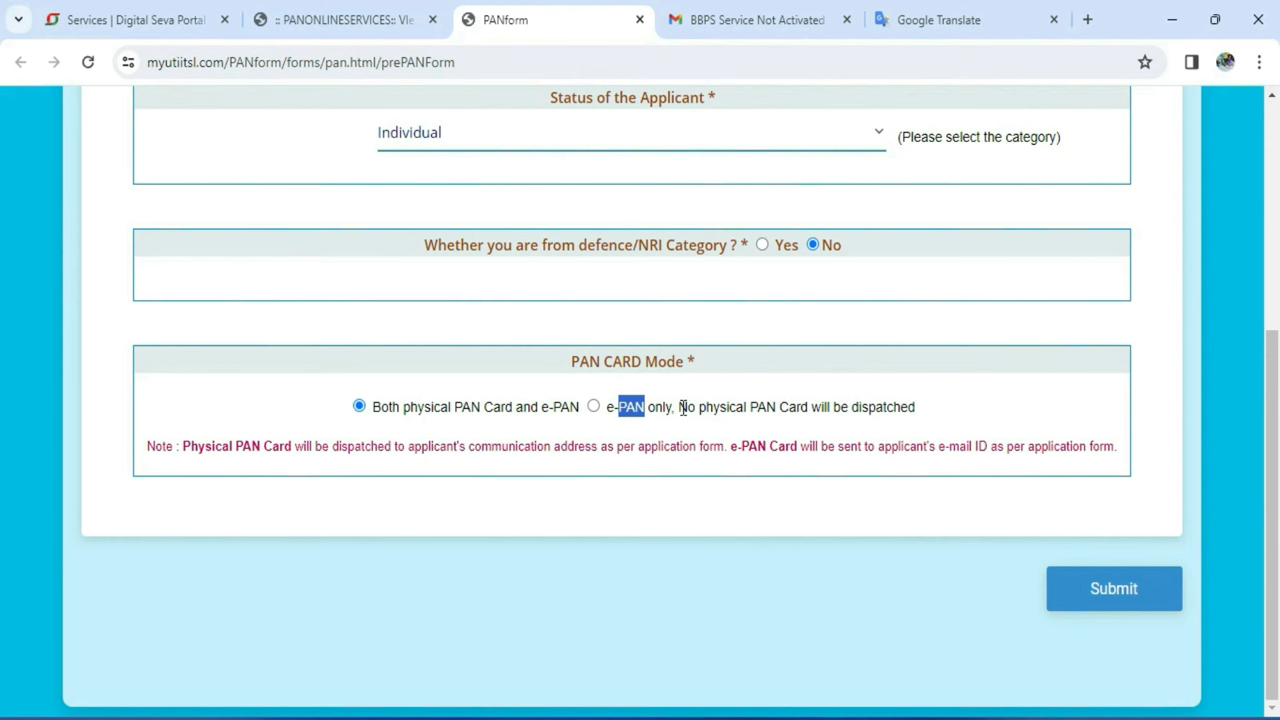 Services | Digital Seva Portal
:: PANONLINESERVICES:: Vie
PANform
BBPS Service Not Activated
Google Translate
myutiitsl.com/PANform/forms/pan.html/prePANForm
Status of the Applicant *
Individual
(Please select the category)
Whether you are from defence/NRI Category ? * Yes No
PAN CARD Mode *
Both physical PAN Card and e-PAN e-PAN only, No physical PAN Card will be dispatched
Note : Physical PAN Card will be dispatched to applicant's communication address as per application form. e-PAN Card will be sent to applicant's e-mail ID as per application form.
Submit